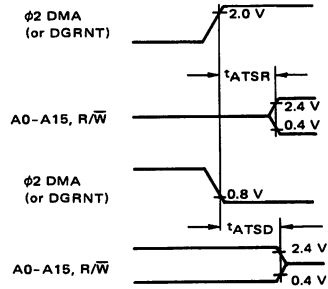 ϕ2 DMA
(or DGRNT)
2.0 V
tATSR
A0-A15, R/W̅
2.4 V
0.4 V
ϕ2 DMA
(or DGRNT)
0.8 V
tATSD
A0-A15, R/W̅
2.4 V
0.4 V